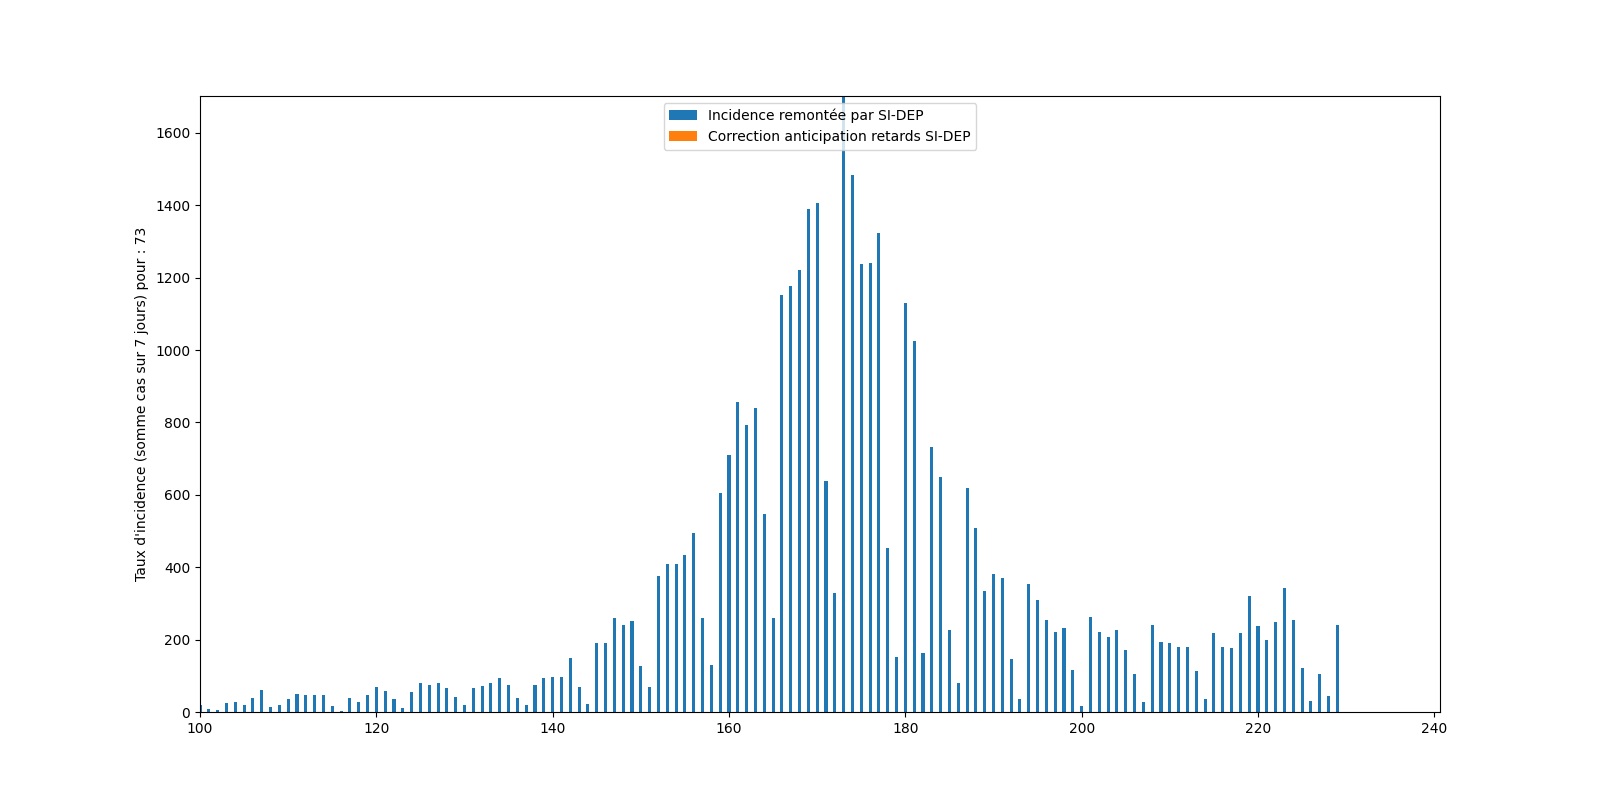 Incidence remontée par SI-DEP
Correction anticipation retards SI-DEP
Taux d'incidence (somme cas sur 7 jours) pour : 73
1600
1400
1200
1000
800
600
400
200
0
100 120 140 160 180 200 220 240